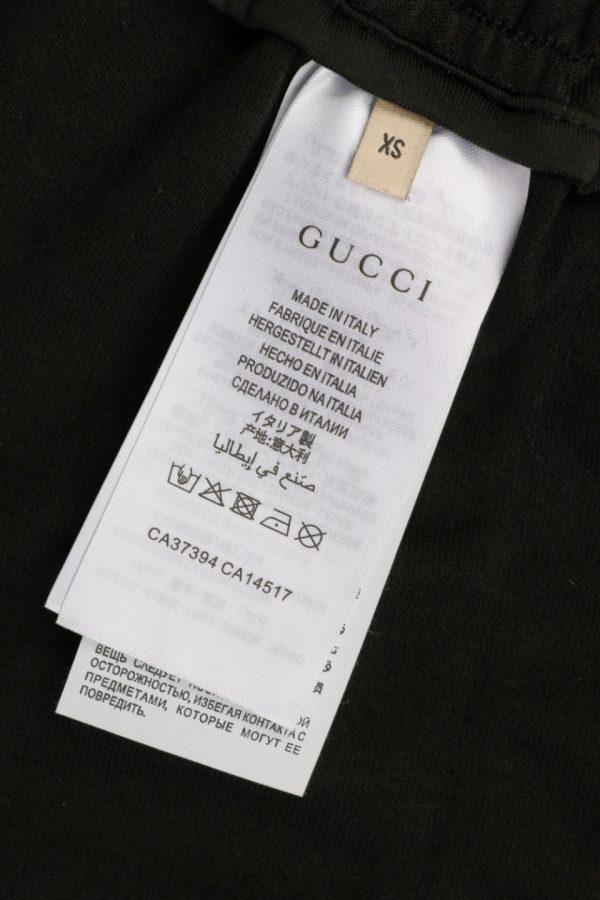 XS
GUCCI
MADE IN ITALY
FABRIQUE EN ITALIE
HERGESTELLT IN ITALIEN
HECHO EN ITALIA
PRODUZIDO NA ITALIA
СДЕЛАНО В ИТАЛИИ
イタリア製
产地:意大利
صنع في إيطاليا
CA37394 CA14517
ВЕЩЬ СЛЕДУЕТ
ОСТОРОЖНОСТЬЮ, ИЗБЕГАЯ КОНТАКТА С
ПРЕДМЕТАМИ, КОТОРЫЕ МОГУТ ЕЕ
ПОВРЕДИТЬ.